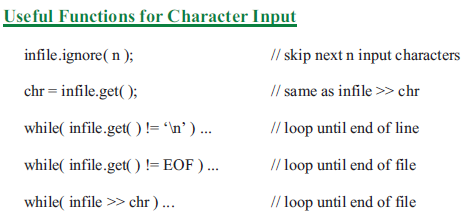 Useful Functions for Character Input
infile.ignore( n ); // skip next n input characters
chr = infile.get( ); // same as infile >> chr
while( infile.get( ) != ‘\n’ ) ... // loop until end of line
while( infile.get( ) != EOF ) ... // loop until end of file
while( infile >> chr ) ... // loop until end of file